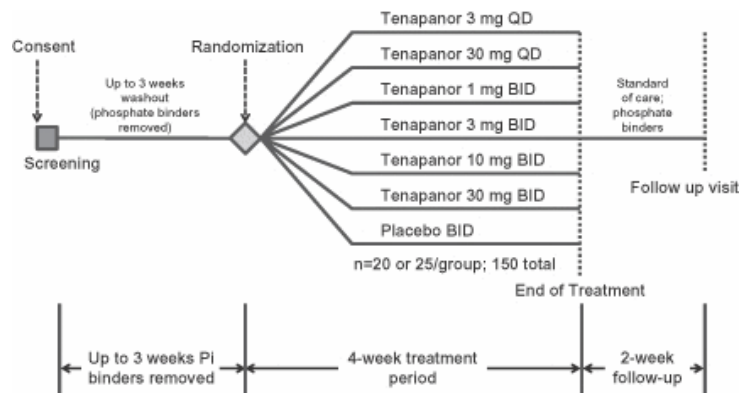 Consent
Randomization
Up to 3 weeks
washout
(phosphate binders
removed)
Screening
Tenapanor 3 mg QD
Tenapanor 30 mg QD
Tenapanor 1 mg BID
Tenapanor 3 mg BID
Tenapanor 10 mg BID
Tenapanor 30 mg BID
Placebo BID
n=20 or 25/group; 150 total
Standard
of care;
phosphate
binders
Follow up visit
End of Treatment
Up to 3 weeks Pi
binders removed
4-week treatment
period
2-week
follow-up